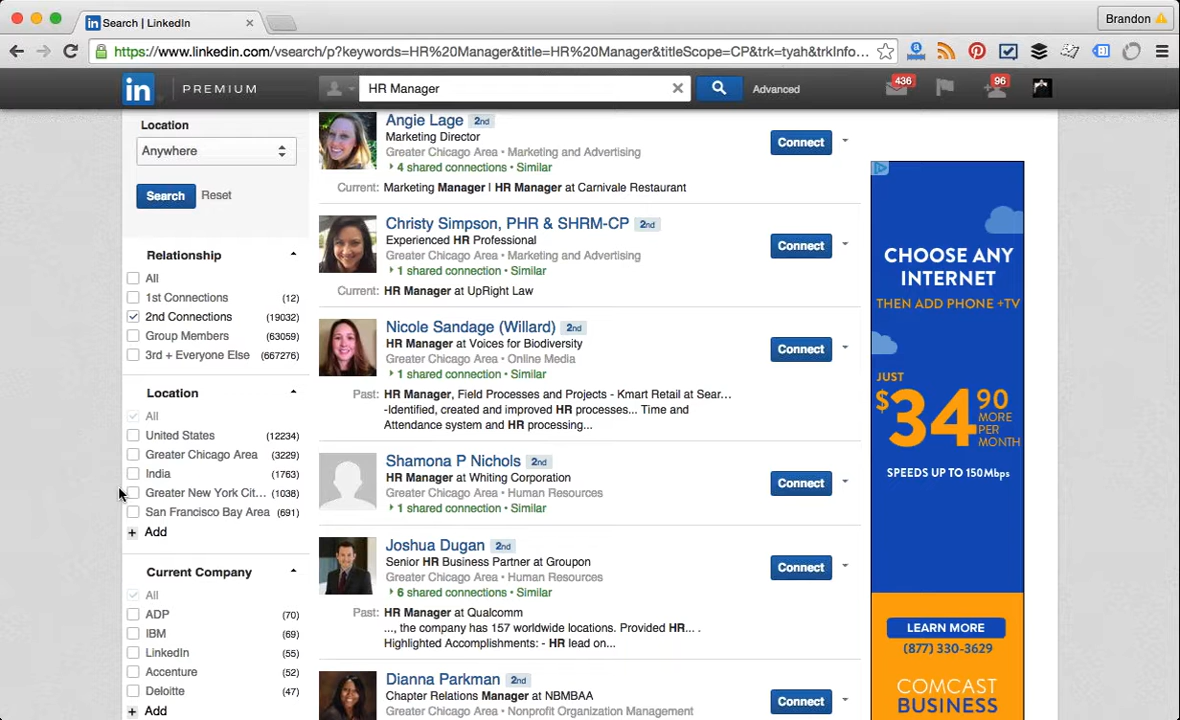 Search | LinkedIn
Brandon
https://www.linkedin.com/vsearch/p?keywords=HR%20Manager&title=HR%20Manager&titleScope=CP&trk=tyah&trkInfo...
in PREMIUM
HR Manager
Advanced
436
96
Location
Anywhere
Search Reset
Relationship
All
1st Connections (12)
2nd Connections (19032)
Group Members (63059)
3rd + Everyone Else (667276)
Location
All
United States (12234)
Greater Chicago Area (3229)
India (1763)
Greater New York Cit... (1038)
San Francisco Bay Area (691)
+ Add
Current Company
All
ADP (70)
IBM (69)
LinkedIn (55)
Accenture (52)
Deloitte (47)
+ Add
Angie Lage 2nd
Marketing Director
Greater Chicago Area • Marketing and Advertising
4 shared connections • Similar
Current: Marketing Manager | HR Manager at Carnivale Restaurant
Connect
Christy Simpson, PHR & SHRM-CP 2nd
Experienced HR Professional
Greater Chicago Area • Marketing and Advertising
1 shared connection • Similar
Current: HR Manager at UpRight Law
Connect
Nicole Sandage (Willard) 2nd
HR Manager at Voices for Biodiversity
Greater Chicago Area • Online Media
1 shared connection • Similar
Past: HR Manager, Field Processes and Projects - Kmart Retail at Sear...
-Identified, created and improved HR processes... Time and
Attendance system and HR processing...
Connect
Shamona P Nichols 2nd
HR Manager at Whiting Corporation
Greater Chicago Area • Human Resources
1 shared connection • Similar
Connect
Joshua Dugan 2nd
Senior HR Business Partner at Groupon
Greater Chicago Area • Human Resources
6 shared connections • Similar
Past: HR Manager at Qualcomm
..., the company has 157 worldwide locations. Provided HR... .
Highlighted Accomplishments: - HR lead on...
Connect
Dianna Parkman 2nd
Chapter Relations Manager at NBMBAA
Greater Chicago Area • Nonprofit Organization Management
Connect
CHOOSE ANY
INTERNET
THEN ADD PHONE +TV
JUST
$34 90
MORE
PER
MONTH
SPEEDS UP TO 150Mbps
LEARN MORE
(877) 330-3629
COMCAST
BUSINESS